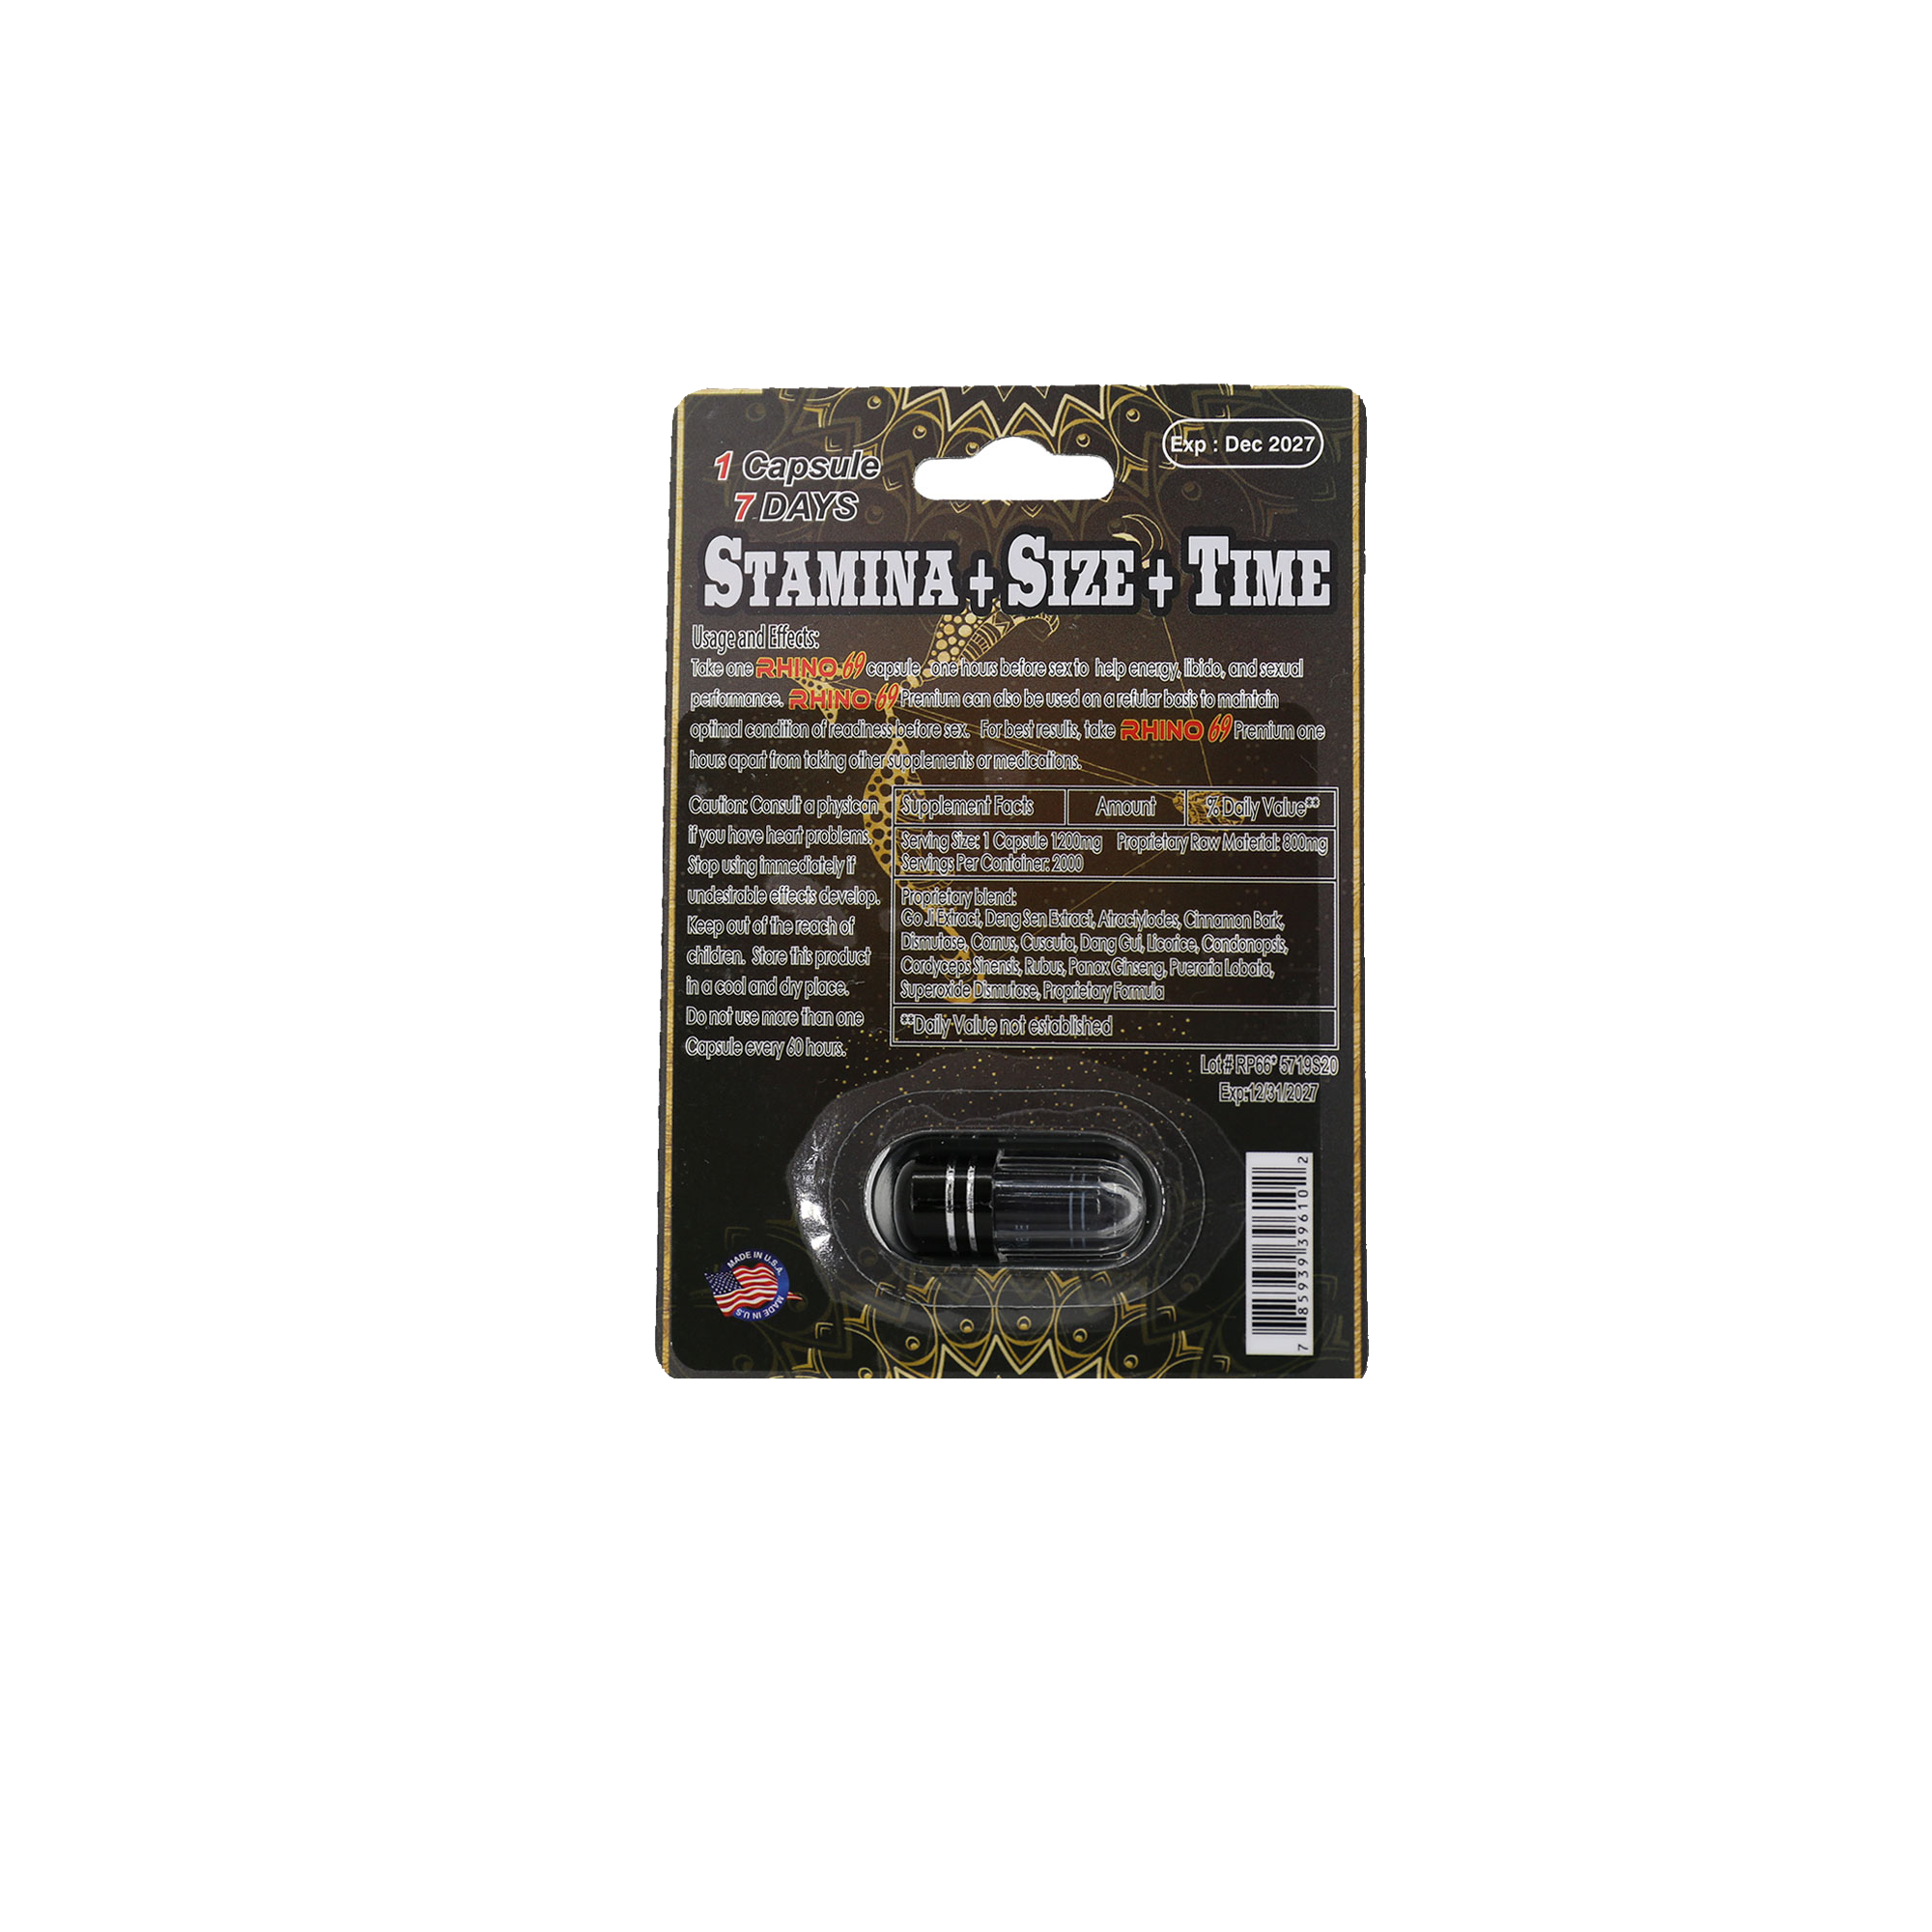 Exp : Dec 2027
1 Capsule
7 DAYS
STAMINA + SIZE + TIME
Usage and Effects:
Take one RHINO 69 capsule one hours before sex to help energy, libido, and sexual
performance. RHINO 69 Premium can also be used on a refular basis to maintain
optimal condition of readiness before sex. For best results, take RHINO 69 Premium one
hours apart from taking other supplements or medications.
Caution: Consult a physican
if you have heart problems.
Stop using immediately if
undesirable effects develop.
Keep out of the reach of
children. Store this product
in a cool and dry place.
Do not use more than one
Capsule every 60 hours.
Supplement Facts Amount % Daily Value**
Serving Size: 1 Capsule 1200mg Proprietary Raw Material: 800mg
Servings Per Container: 2000
Proprietary blend:
Go Ji Extract, Deng Sen Extract, Atractylodes, Cinnamon Bark,
Dismutase, Cornus, Cuscuta, Dang Gui, Licorice, Condonopsis,
Cordyceps Sinensis, Rubus, Panax Ginseng, Pueraria Lobata,
Superoxide Dismutase, Proprietary Formula
**Daily Value not established
Lot # RP66* 5719S20
Exp:12/31/2027
MADE IN U.S.A.
MADE IN U.S
7 85939 39610 2